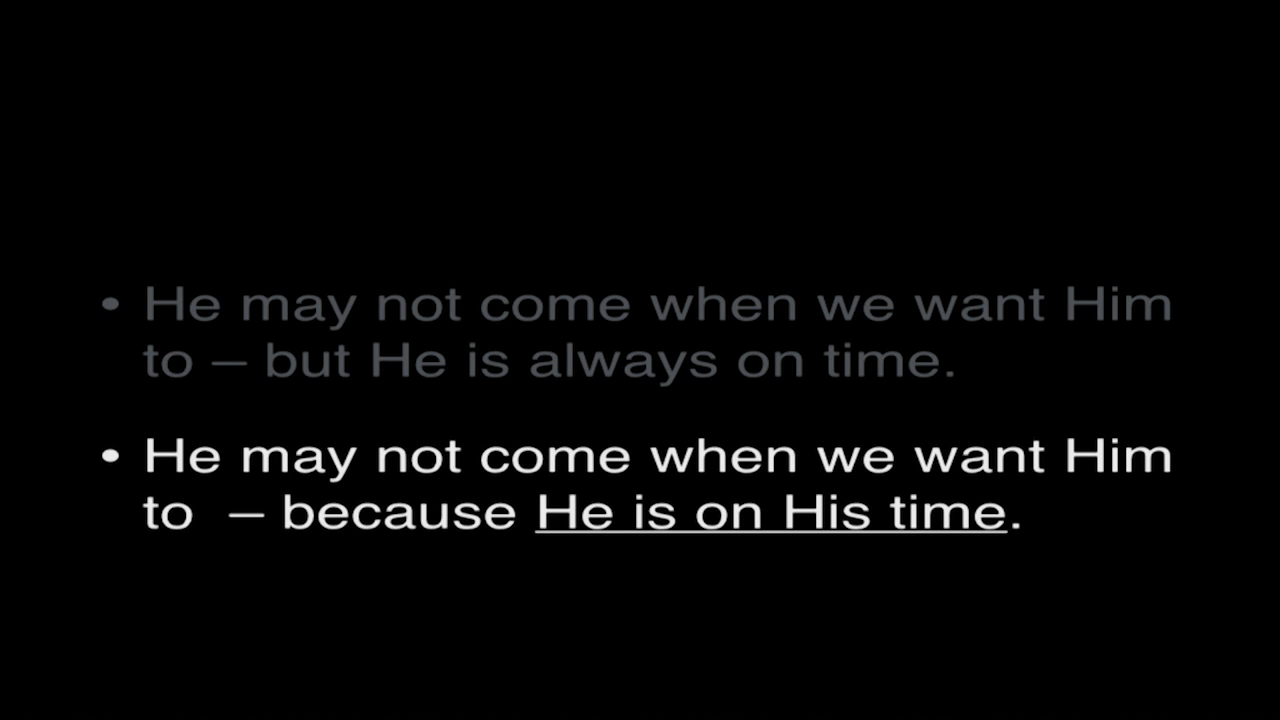 • He may not come when we want Him
to – but He is always on time.
• He may not come when we want Him
to – because He is on His time.